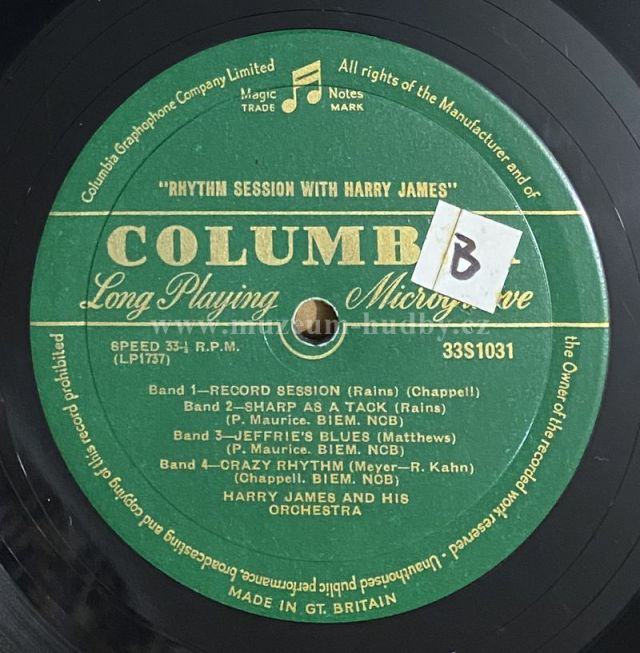 Columbia Graphophone Company Limited
All rights of the Manufacturer and of
the Owner of the recorded work reserved - Unauthorised public performance, broadcasting and copying of this record prohibited
Magic Notes
TRADE MARK
"RHYTHM SESSION WITH HARRY JAMES"
COLUMB
B
Long Playing Microgroove
www.muzeum-hudby.cz
SPEED 33⅓ R.P.M. 33S1031
(LP1737)
Band 1—RECORD SESSION (Rains) (Chappell)
Band 2—SHARP AS A TACK (Rains)
(P. Maurice. BIEM. NCB)
Band 3—JEFFRIE'S BLUES (Matthews)
(P. Maurice. BIEM. NCB)
Band 4—CRAZY RHYTHM (Meyer—R. Kahn)
(Chappell. BIEM. NCB)
HARRY JAMES AND HIS
ORCHESTRA
MADE IN GT. BRITAIN